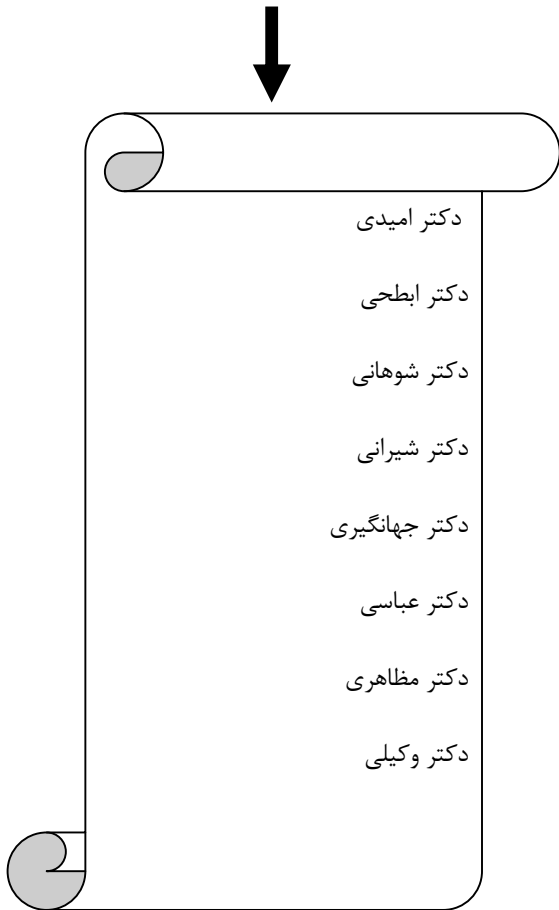 دکتر امیدی
دکتر ابطحی
دکتر شوهانی
دکتر شیرانی
دکتر جهانگیری
دکتر عباسی
دکتر مظاهری
دکتر وکیلی